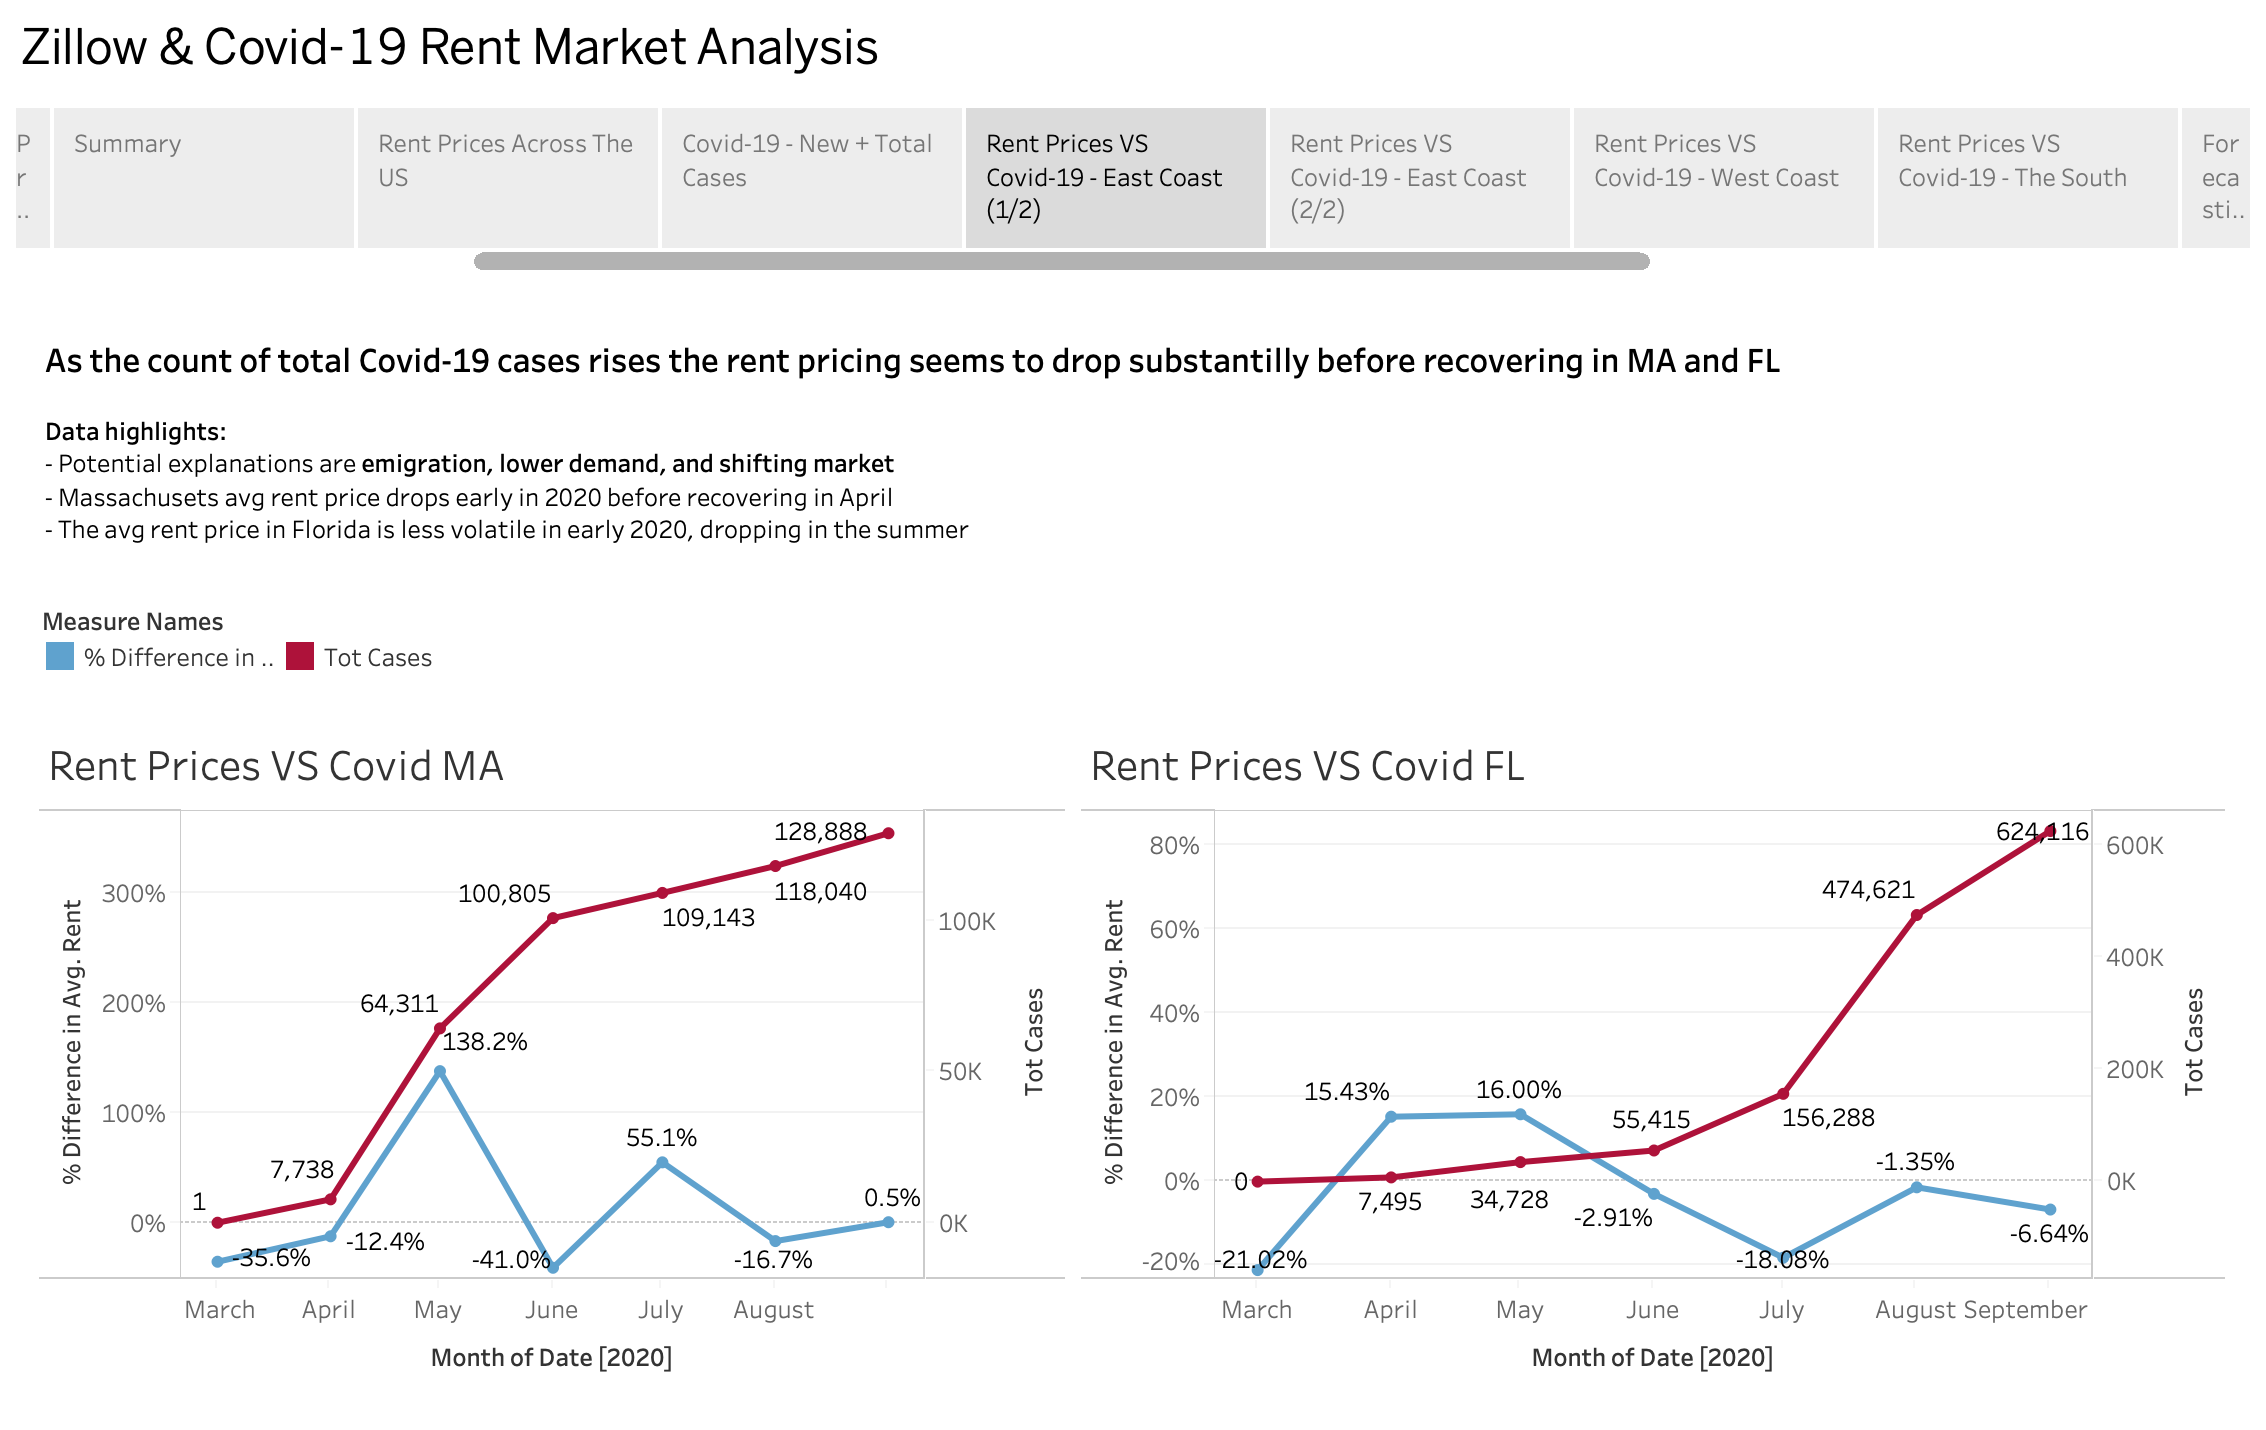 Zillow & Covid-19 Rent Market Analysis
P
r
..
Summary
Rent Prices Across The
US
Covid-19 - New + Total
Cases
Rent Prices VS
Covid-19 - East Coast
(1/2)
Rent Prices VS
Covid-19 - East Coast
(2/2)
Rent Prices VS
Covid-19 - West Coast
Rent Prices VS
Covid-19 - The South
For
eca
sti..
As the count of total Covid-19 cases rises the rent pricing seems to drop substantilly before recovering in MA and FL
Data highlights:
- Potential explanations are emigration, lower demand, and shifting market
- Massachusets avg rent price drops early in 2020 before recovering in April
- The avg rent price in Florida is less volatile in early 2020, dropping in the summer
Measure Names
% Difference in ..
Tot Cases
Rent Prices VS Covid MA
% Difference in Avg. Rent
300%
200%
100%
0%
128,888
118,040
100,805
109,143
64,311
138.2%
7,738
1
55.1%
0.5%
-35.6%
-12.4%
-41.0%
-16.7%
100K
50K
0K
Tot Cases
March
April
May
June
July
August
Month of Date [2020]
Rent Prices VS Covid FL
% Difference in Avg. Rent
80%
60%
40%
20%
0%
-20%
624,116
474,621
15.43%
16.00%
55,415
156,288
-1.35%
0
7,495
34,728
-2.91%
-6.64%
-21.02%
-18.08%
600K
400K
200K
0K
Tot Cases
March
April
May
June
July
August
September
Month of Date [2020]